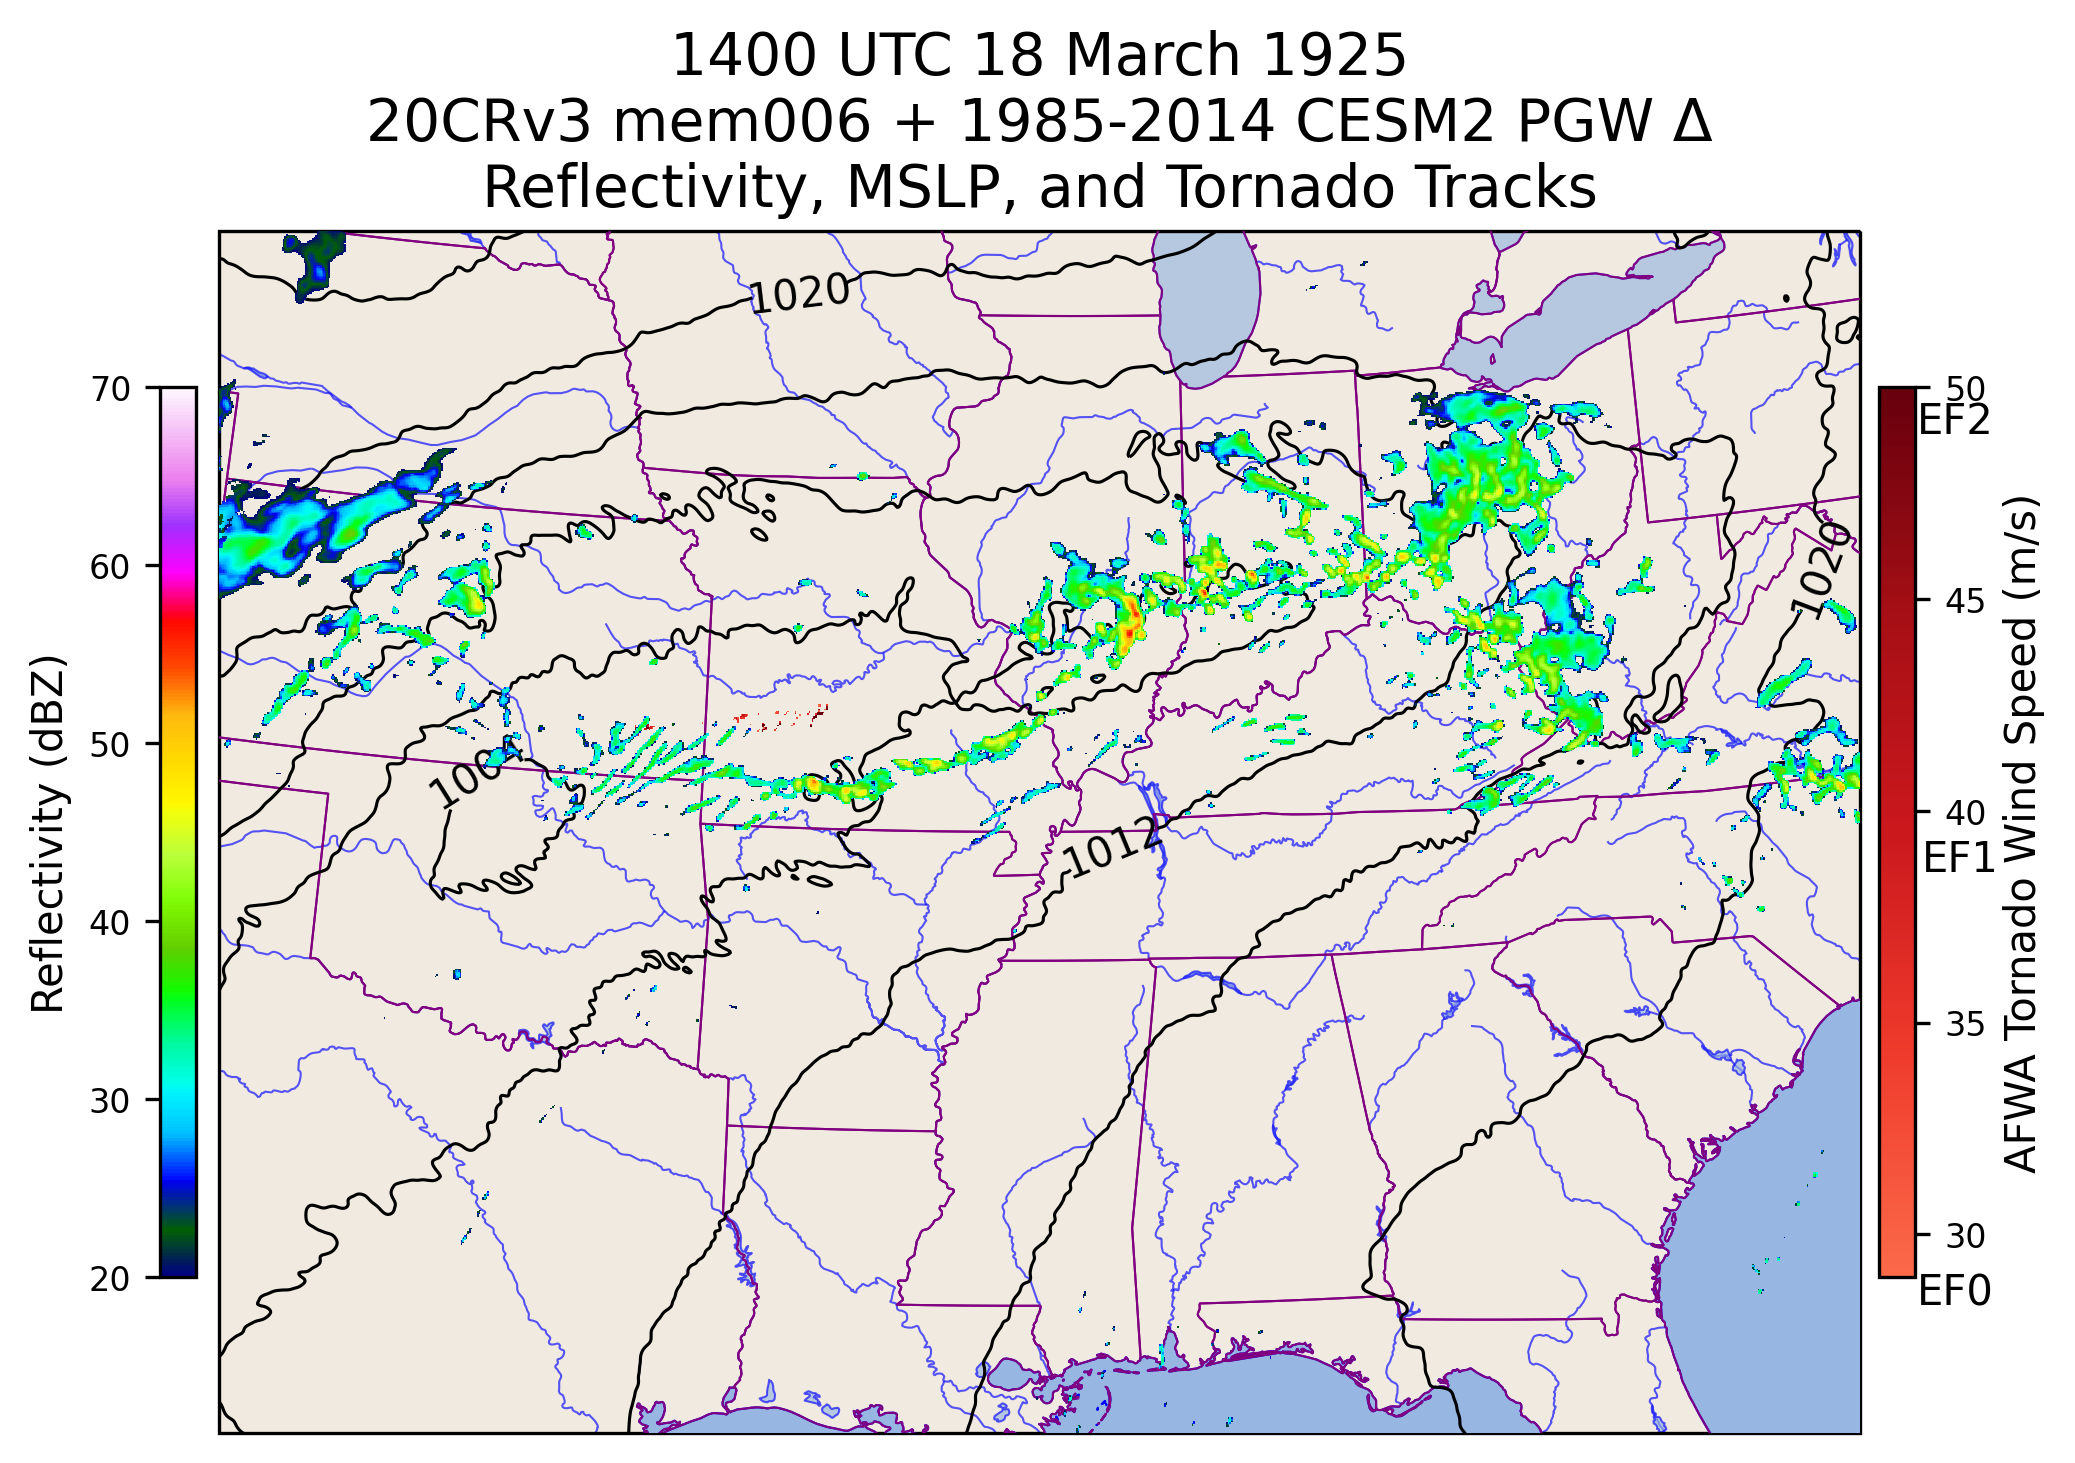 1400 UTC 18 March 1925
20CRv3 mem006 + 1985-2014 CESM2 PGW Δ
Reflectivity, MSLP, and Tornado Tracks
70
60
50
40
30
20
Reflectivity (dBZ)
1020
1004
1012
1020
50
EF2
45
40
EF1
35
30
EF0
AFWA Tornado Wind Speed (m/s)